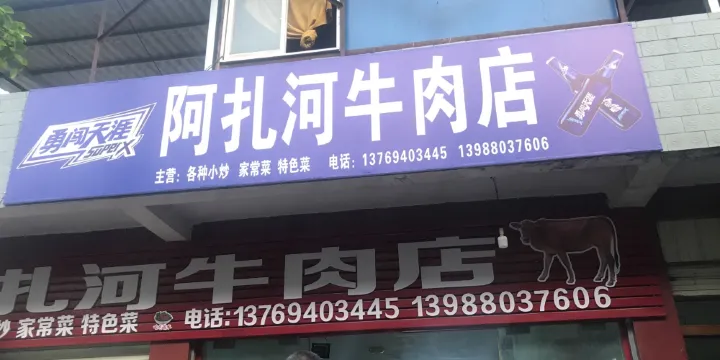 阿扎河牛肉店
勇闯天涯
SUPERX
主营：各种小炒 家常菜 特色菜 电话：13769403445 13988037606
扎河牛肉店
炒 家常菜 特色菜 电话:13769403445 13988037606